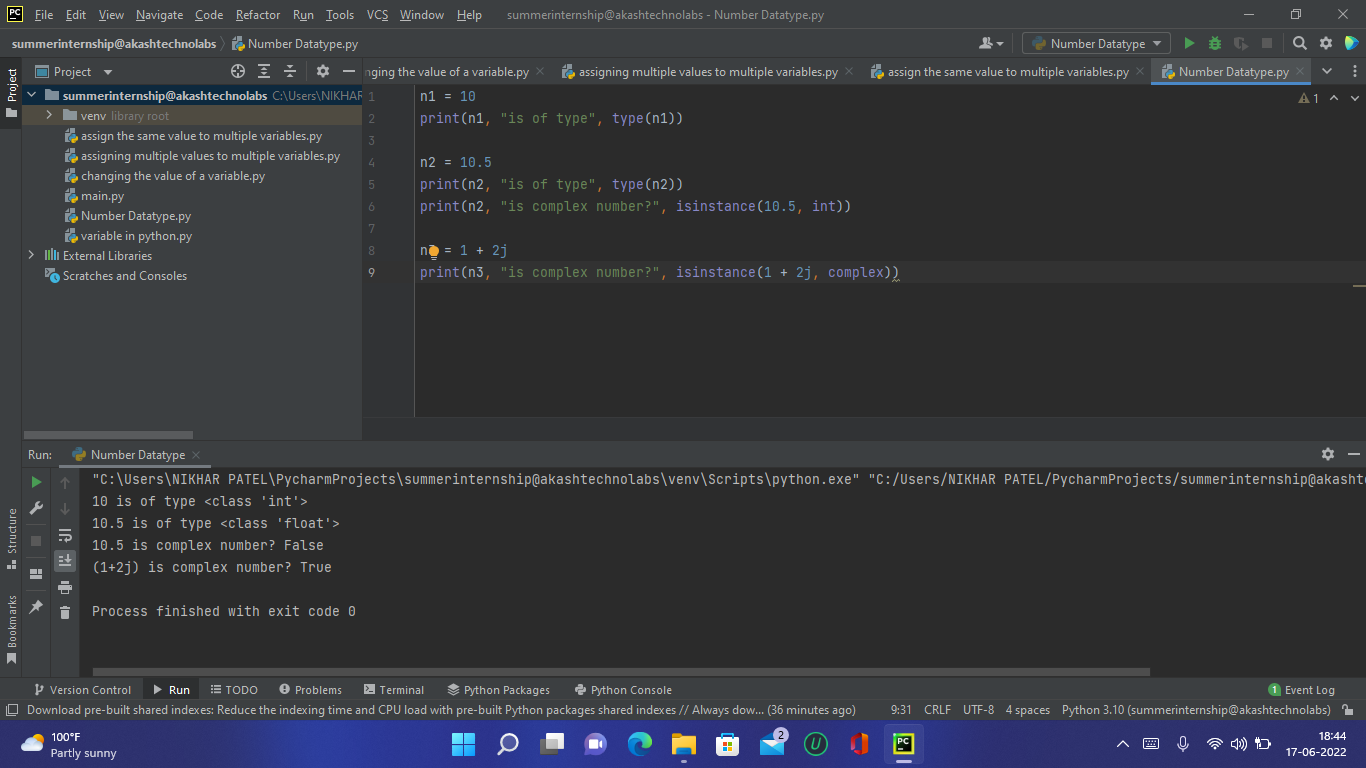 PC File Edit View Navigate Code Refactor Run Tools VCS Window Help summerinternship@akashtechnolabs - Number Datatype.py
summerinternship@akashtechnolabs Number Datatype.py Number Datatype
Project
Project
nging the value of a variable.py assigning multiple values to multiple variables.py assign the same value to multiple variables.py Number Datatype.py
summerinternship@akashtechnolabs C:\Users\NIKHAR
venv library root
assign the same value to multiple variables.py
assigning multiple values to multiple variables.py
changing the value of a variable.py
main.py
Number Datatype.py
variable in python.py
External Libraries
Scratches and Consoles
1 n1 = 10
1
2 print(n1, "is of type", type(n1))
3
4 n2 = 10.5
5 print(n2, "is of type", type(n2))
6 print(n2, "is complex number?", isinstance(10.5, int))
7
8 n3 = 1 + 2j
9 print(n3, "is complex number?", isinstance(1 + 2j, complex))
Run: Number Datatype
"C:\Users\NIKHAR PATEL\PycharmProjects\summerinternship@akashtechnolabs\venv\Scripts\python.exe" "C:/Users/NIKHAR PATEL/PycharmProjects/summerinternship@akasht
10 is of type <class 'int'>
10.5 is of type <class 'float'>
10.5 is complex number? False
(1+2j) is complex number? True
Process finished with exit code 0
Structure
Bookmarks
Version Control Run TODO Problems Terminal Python Packages Python Console 1 Event Log
Download pre-built shared indexes: Reduce the indexing time and CPU load with pre-built Python packages shared indexes // Always dow... (36 minutes ago) 9:31 CRLF UTF-8 4 spaces Python 3.10 (summerinternship@akashtechnolabs)
100°F
Partly sunny
2
U
PC
18:44
17-06-2022